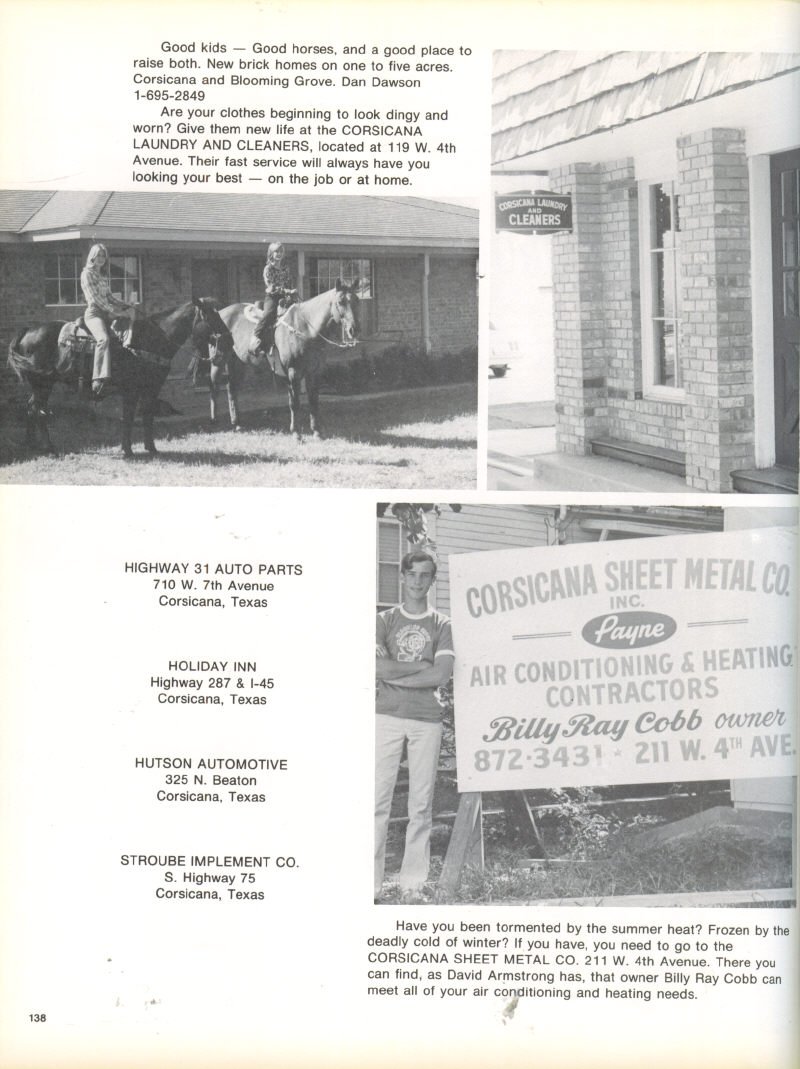 Good kids — Good horses, and a good place to
raise both. New brick homes on one to five acres.
Corsicana and Blooming Grove. Dan Dawson
1-695-2849
Are your clothes beginning to look dingy and
worn? Give them new life at the CORSICANA
LAUNDRY AND CLEANERS, located at 119 W. 4th
Avenue. Their fast service will always have you
looking your best — on the job or at home.
CORSICANA LAUNDRY
AND
CLEANERS
HIGHWAY 31 AUTO PARTS
710 W. 7th Avenue
Corsicana, Texas
HOLIDAY INN
Highway 287 & I-45
Corsicana, Texas
HUTSON AUTOMOTIVE
325 N. Beaton
Corsicana, Texas
STROUBE IMPLEMENT CO.
S. Highway 75
Corsicana, Texas
CORSICANA SHEET METAL CO.
INC.
Payne
AIR CONDITIONING & HEATING
CONTRACTORS
Billy Ray Cobb owner
872-3431 * 211 W. 4TH AVE.
Have you been tormented by the summer heat? Frozen by the
deadly cold of winter? If you have, you need to go to the
CORSICANA SHEET METAL CO. 211 W. 4th Avenue. There you
can find, as David Armstrong has, that owner Billy Ray Cobb can
meet all of your air conditioning and heating needs.
138